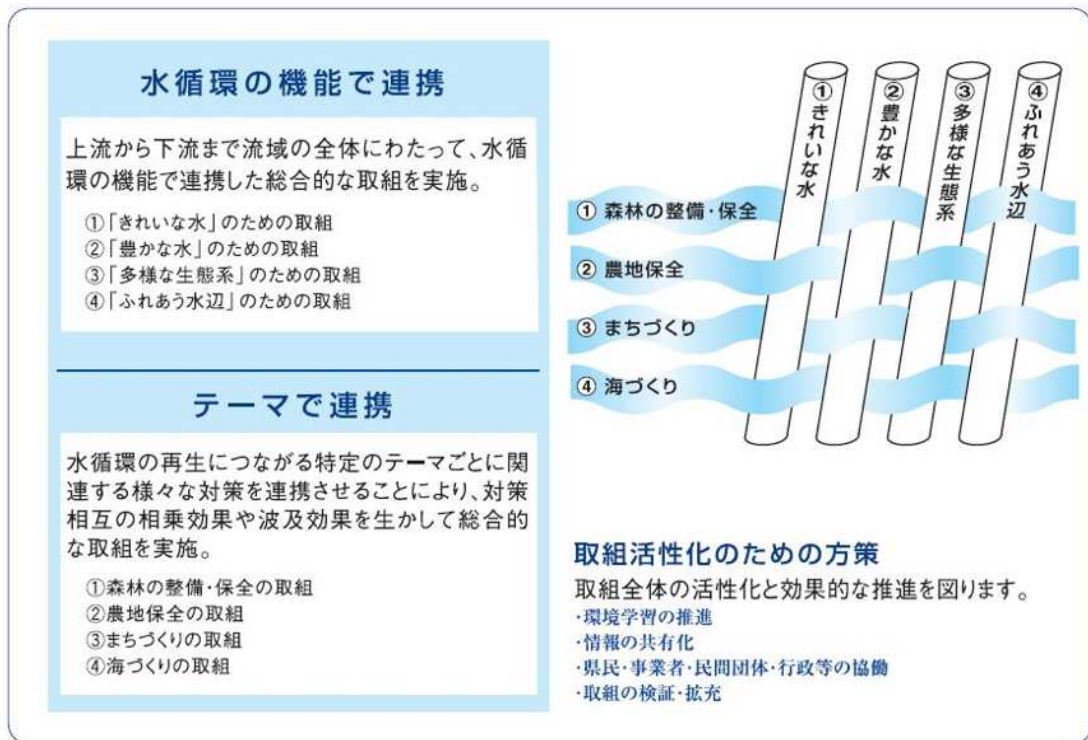 水循環の機能で連携
上流から下流まで流域の全体にわたって、水循
環の機能で連携した総合的な取組を実施。
①「きれいな水」のための取組
②「豊かな水」のための取組
③「多様な生態系」のための取組
④「ふれあう水辺」のための取組
テーマで連携
水循環の再生につながる特定のテーマごとに関
連する様々な対策を連携させることにより、対策
相互の相乗効果や波及効果を生かして総合的
な取組を実施。
①森林の整備・保全の取組
②農地保全の取組
③まちづくりの取組
④海づくりの取組
①きれいな水
②豊かな水
③多様な生態系
④ふれあう水辺
① 森林の整備・保全
② 農地保全
③ まちづくり
④ 海づくり
取組活性化のための方策
取組全体の活性化と効果的な推進を図ります。
・環境学習の推進
・情報の共有化
・県民・事業者・民間団体・行政等の協働
・取組の検証・拡充